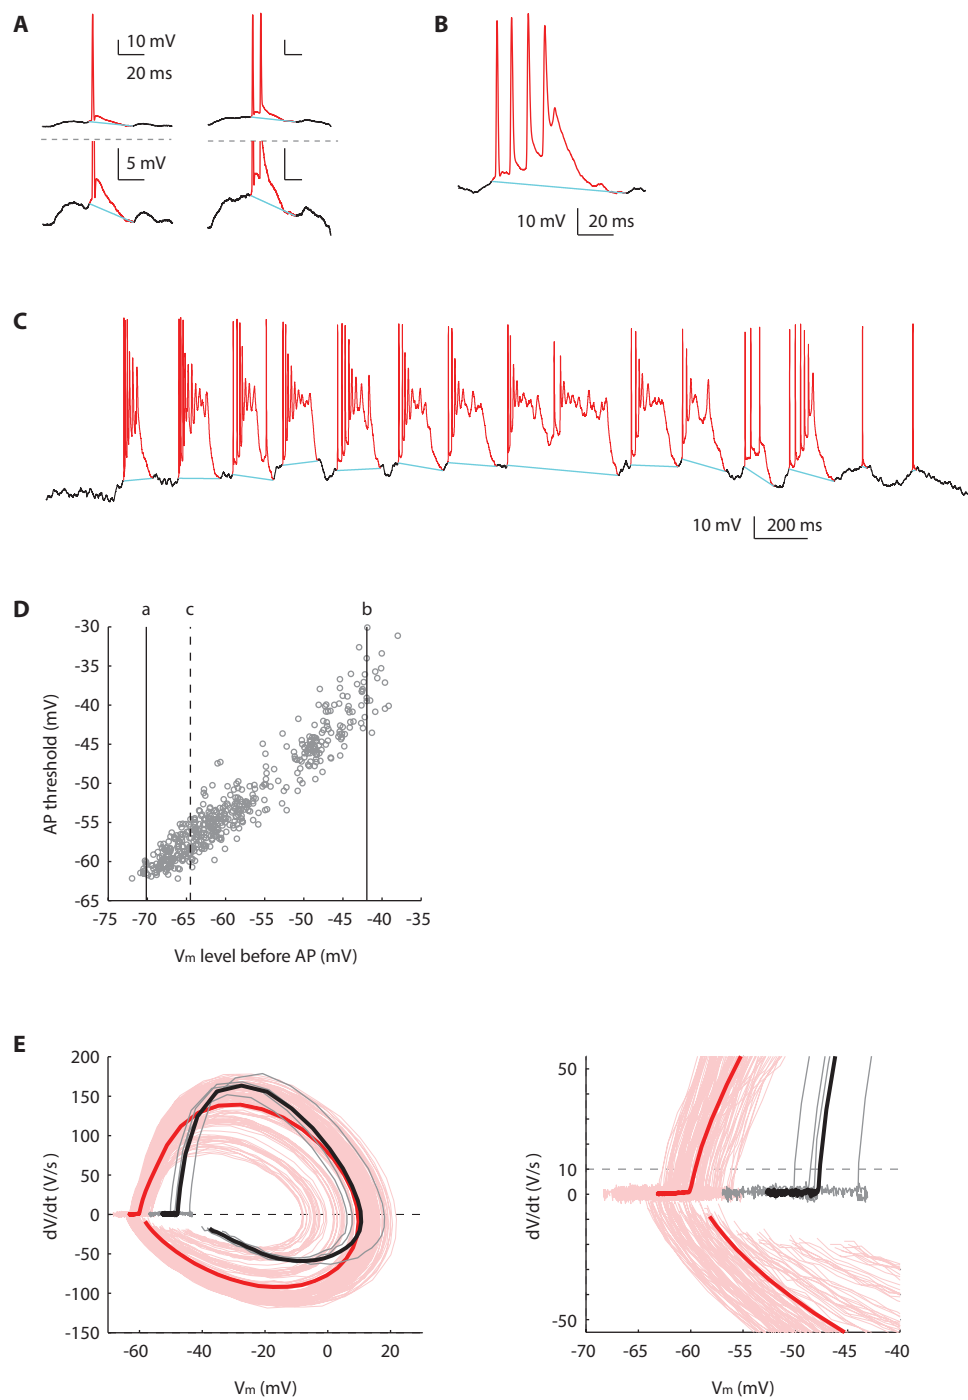 A
10 mV
20 ms
5 mV
B
10 mV
20 ms
C
10 mV
200 ms
D
a
c
b
-30
-35
-40
-45
-50
-55
-60
-65
AP threshold (mV)
-75 -70 -65 -60 -55 -50 -45 -40 -35
Vm level before AP (mV)
E
200
150
100
50
0
-50
-100
-150
dV/dt (V/s)
-60 -40 -20 0 20
Vm (mV)
50
10
0
-50
dV/dt (V/s)
-70 -65 -60 -55 -50 -45 -40
Vm (mV)